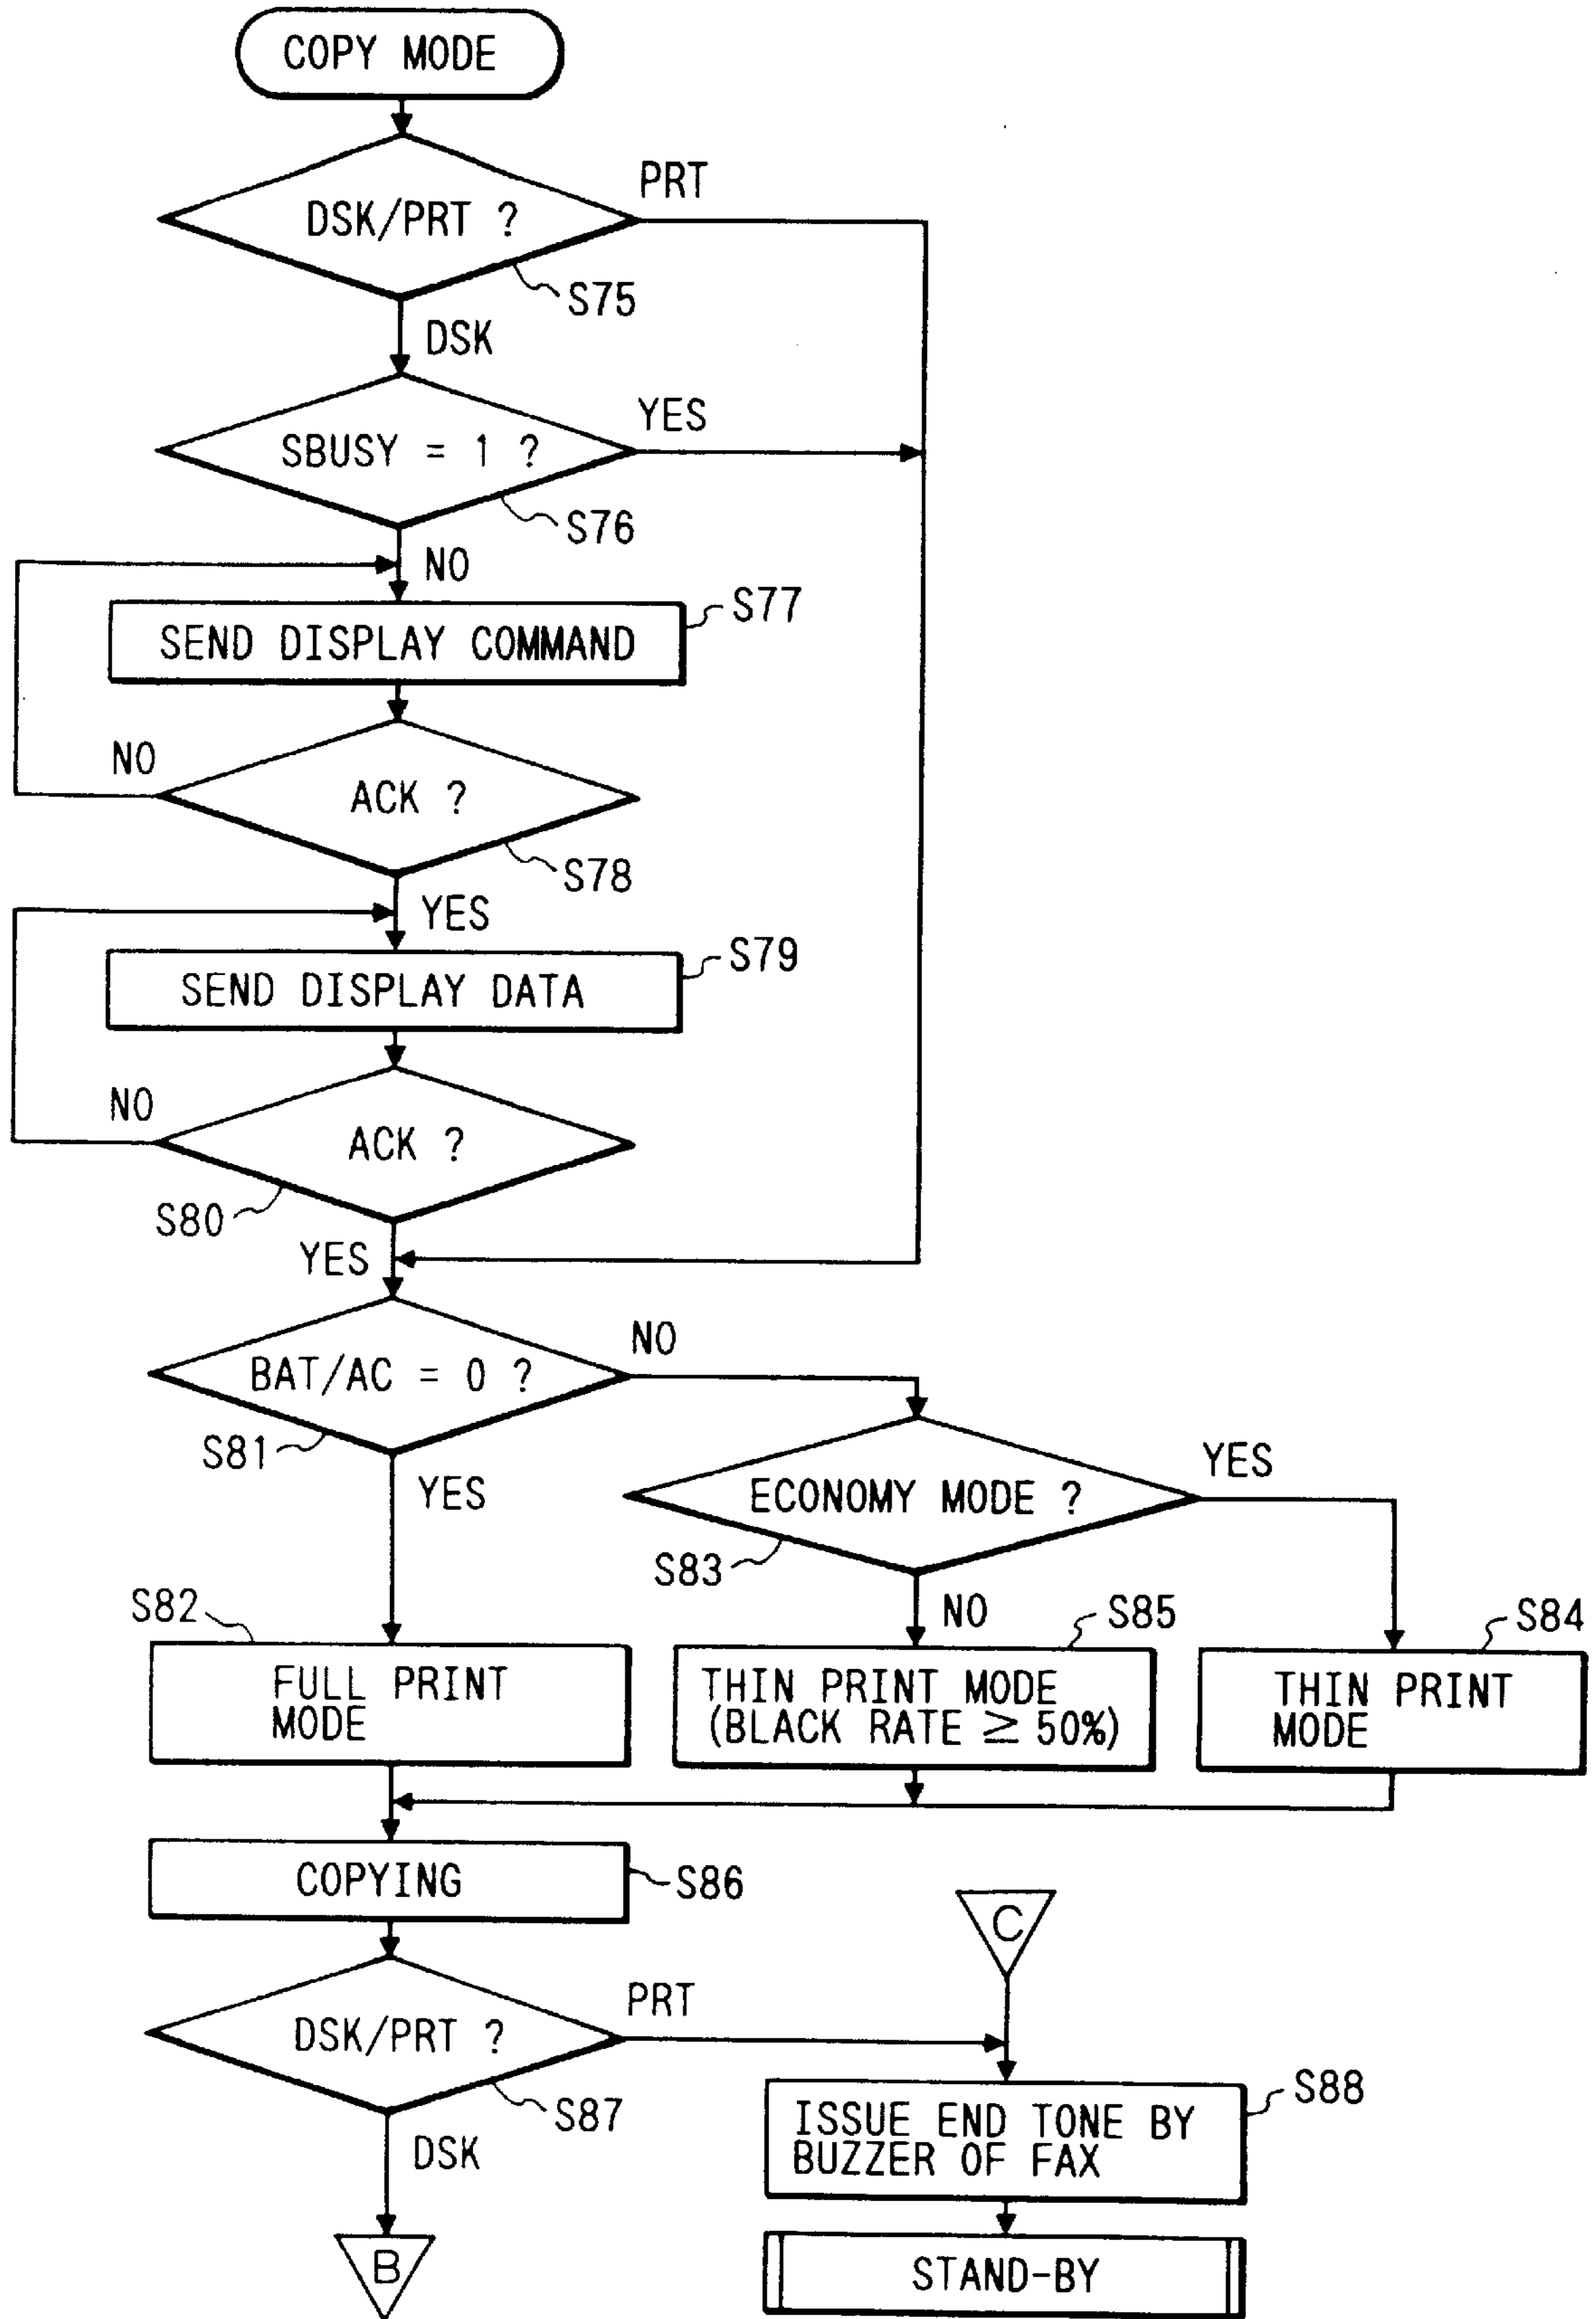 COPY MODE
DSK/PRT ?
PRT
S75
DSK
SBUSY = 1 ?
YES
S76
NO
SEND DISPLAY COMMAND
S77
ACK ?
NO
S78
YES
SEND DISPLAY DATA
S79
ACK ?
NO
S80
YES
BAT/AC = 0 ?
NO
S81
YES
ECONOMY MODE ?
YES
S83
NO
S82
FULL PRINT
MODE
S85
THIN PRINT MODE
(BLACK RATE ≥ 50%)
S84
THIN PRINT
MODE
COPYING
S86
C
DSK/PRT ?
PRT
S87
DSK
S88
ISSUE END TONE BY
BUZZER OF FAX
B
STAND-BY